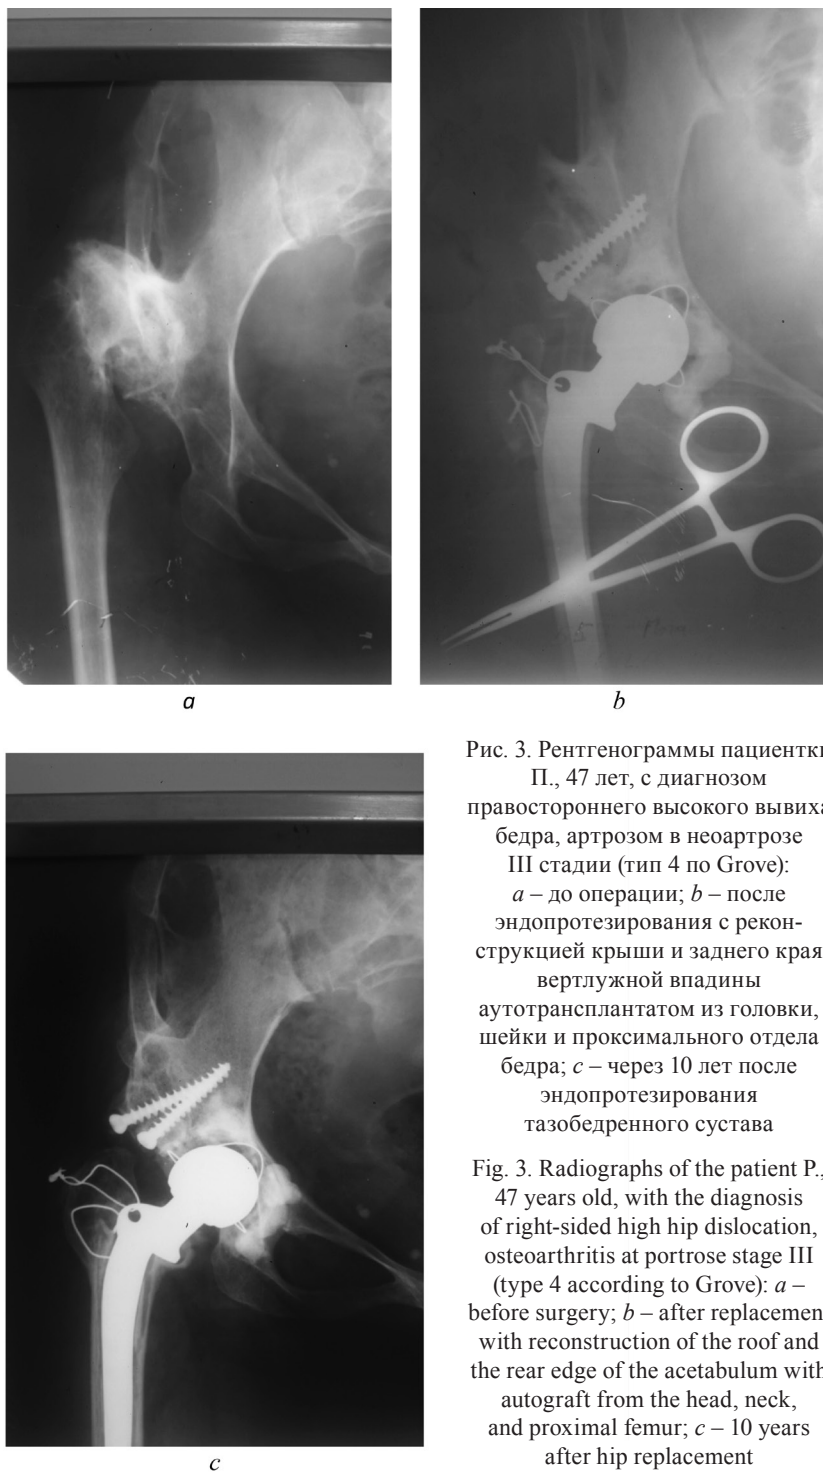 a
b
c
Рис. 3. Рентгенограммы пациентки
П., 47 лет, с диагнозом
правостороннего высокого вывиха
бедра, артрозом в неоартрозе
III стадии (тип 4 по Grove):
a – до операции; b – после
эндопротезирования с рекон-
струкцией крыши и заднего края
вертлужной впадины
аутотрансплантатом из головки,
шейки и проксимального отдела
бедра; c – через 10 лет после
эндопротезирования
тазобедренного сустава
Fig. 3. Radiographs of the patient P.,
47 years old, with the diagnosis
of right-sided high hip dislocation,
osteoarthritis at portrose stage III
(type 4 according to Grove): a –
before surgery; b – after replacemen
with reconstruction of the roof and
the rear edge of the acetabulum with
autograft from the head, neck,
and proximal femur; c – 10 years
after hip replacement